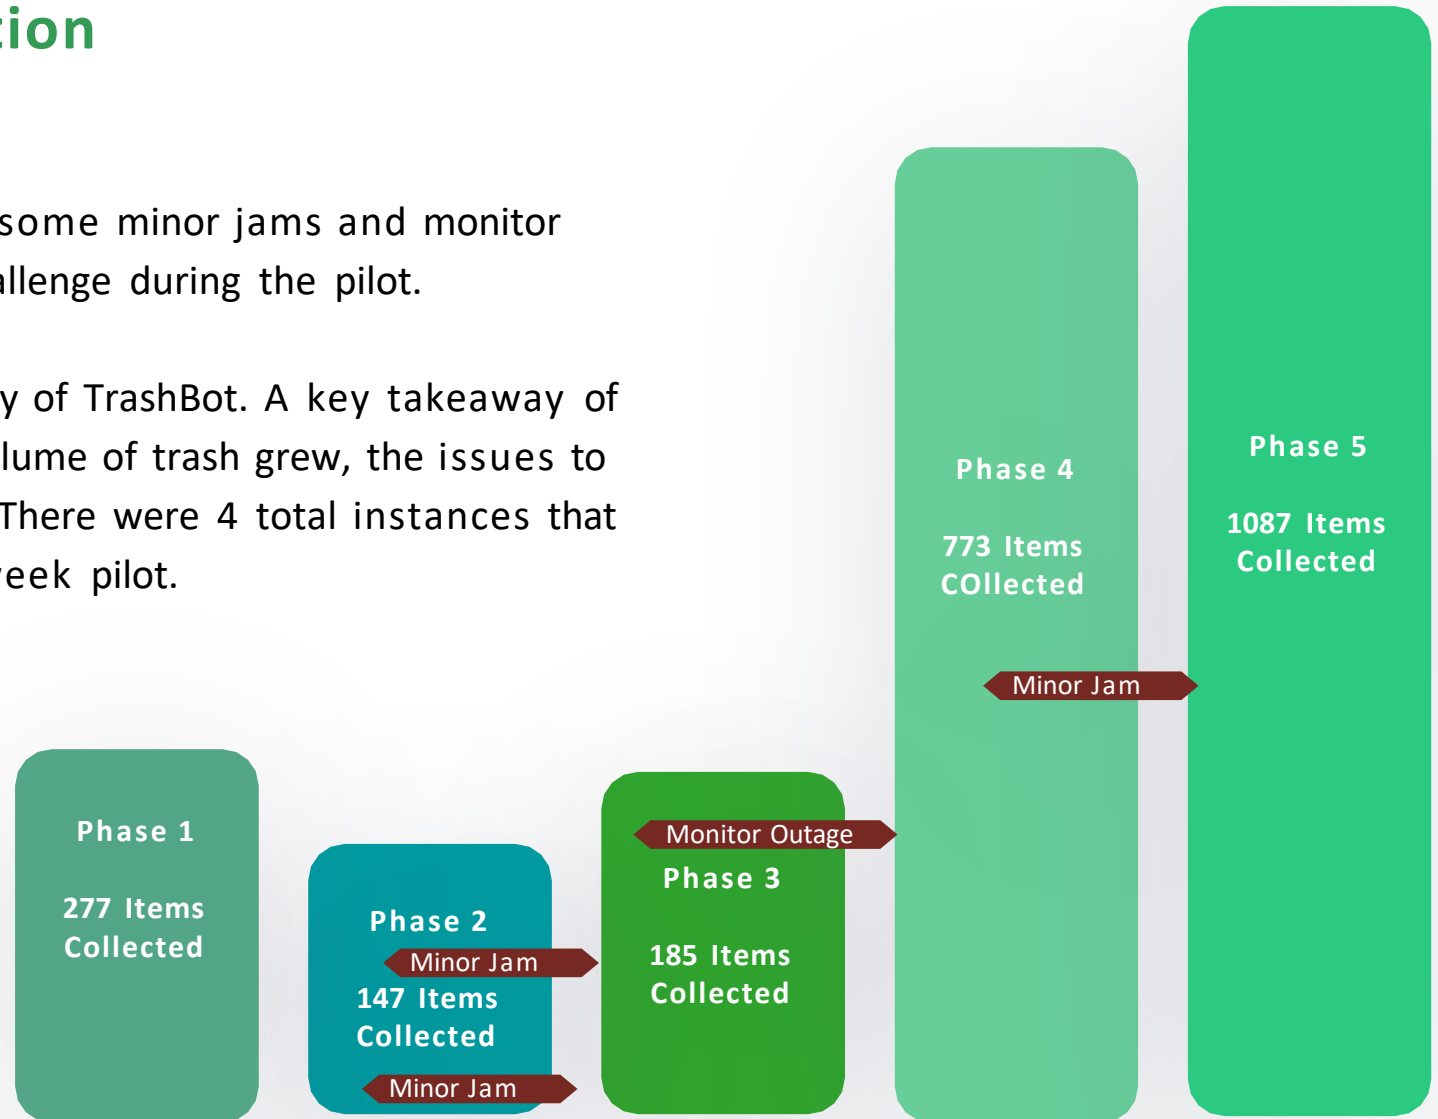 tion
some minor jams and monitor
allenge during the pilot.
y of TrashBot. A key takeaway of
lume of trash grew, the issues to
There were 4 total instances that
eek pilot.
Phase 1
277 Items
Collected
Phase 2
Minor Jam
147 Items
Collected
Minor Jam
Monitor Outage
Phase 3
185 Items
Collected
Phase 4
773 Items
COllected
Minor Jam
Phase 5
1087 Items
Collected